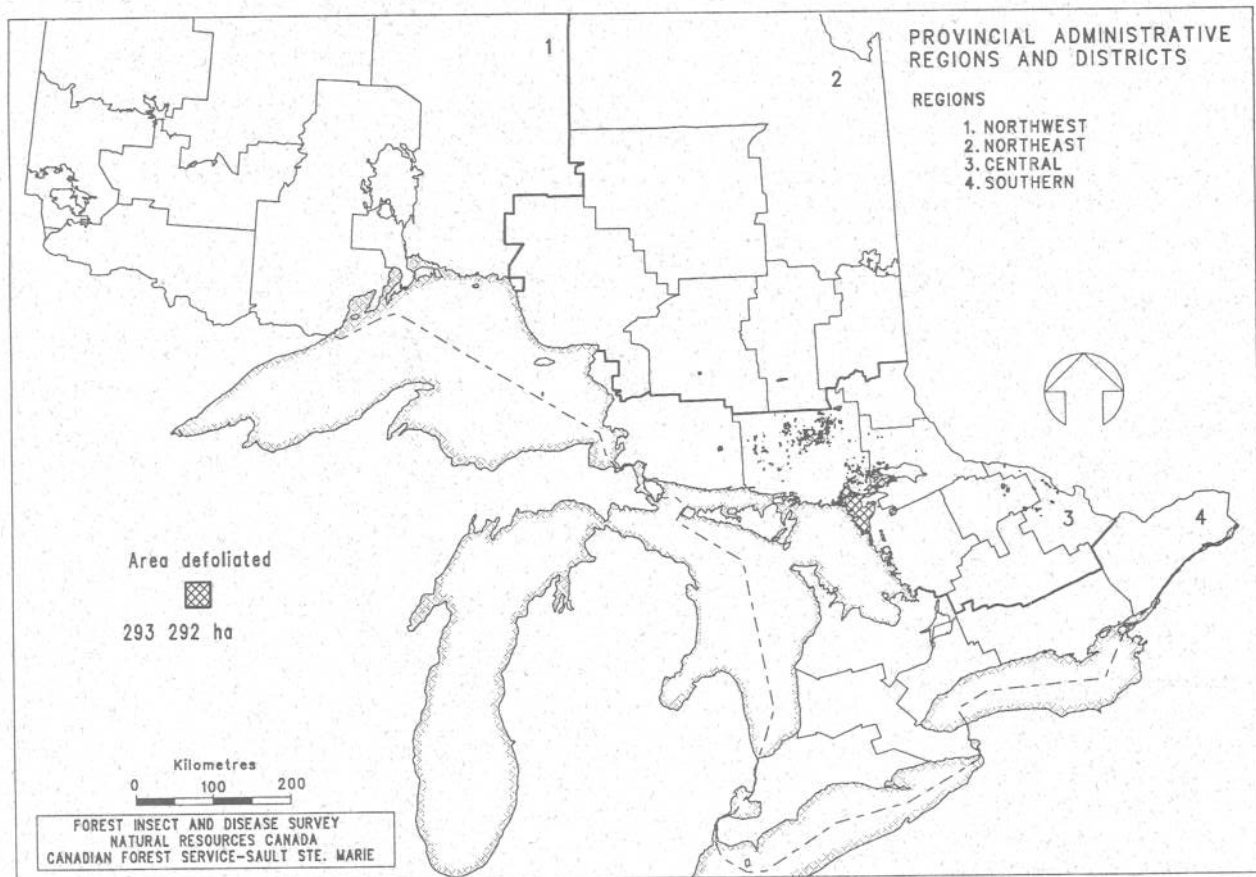 PROVINCIAL ADMINISTRATIVE
REGIONS AND DISTRICTS
REGIONS
1. NORTHWEST
2. NORTHEAST
3. CENTRAL
4. SOUTHERN
1
2
3
4
Area defoliated
293 292 ha
Kilometres
0 100 200
FOREST INSECT AND DISEASE SURVEY
NATURAL RESOURCES CANADA
CANADIAN FOREST SERVICE-SAULT STE. MARIE